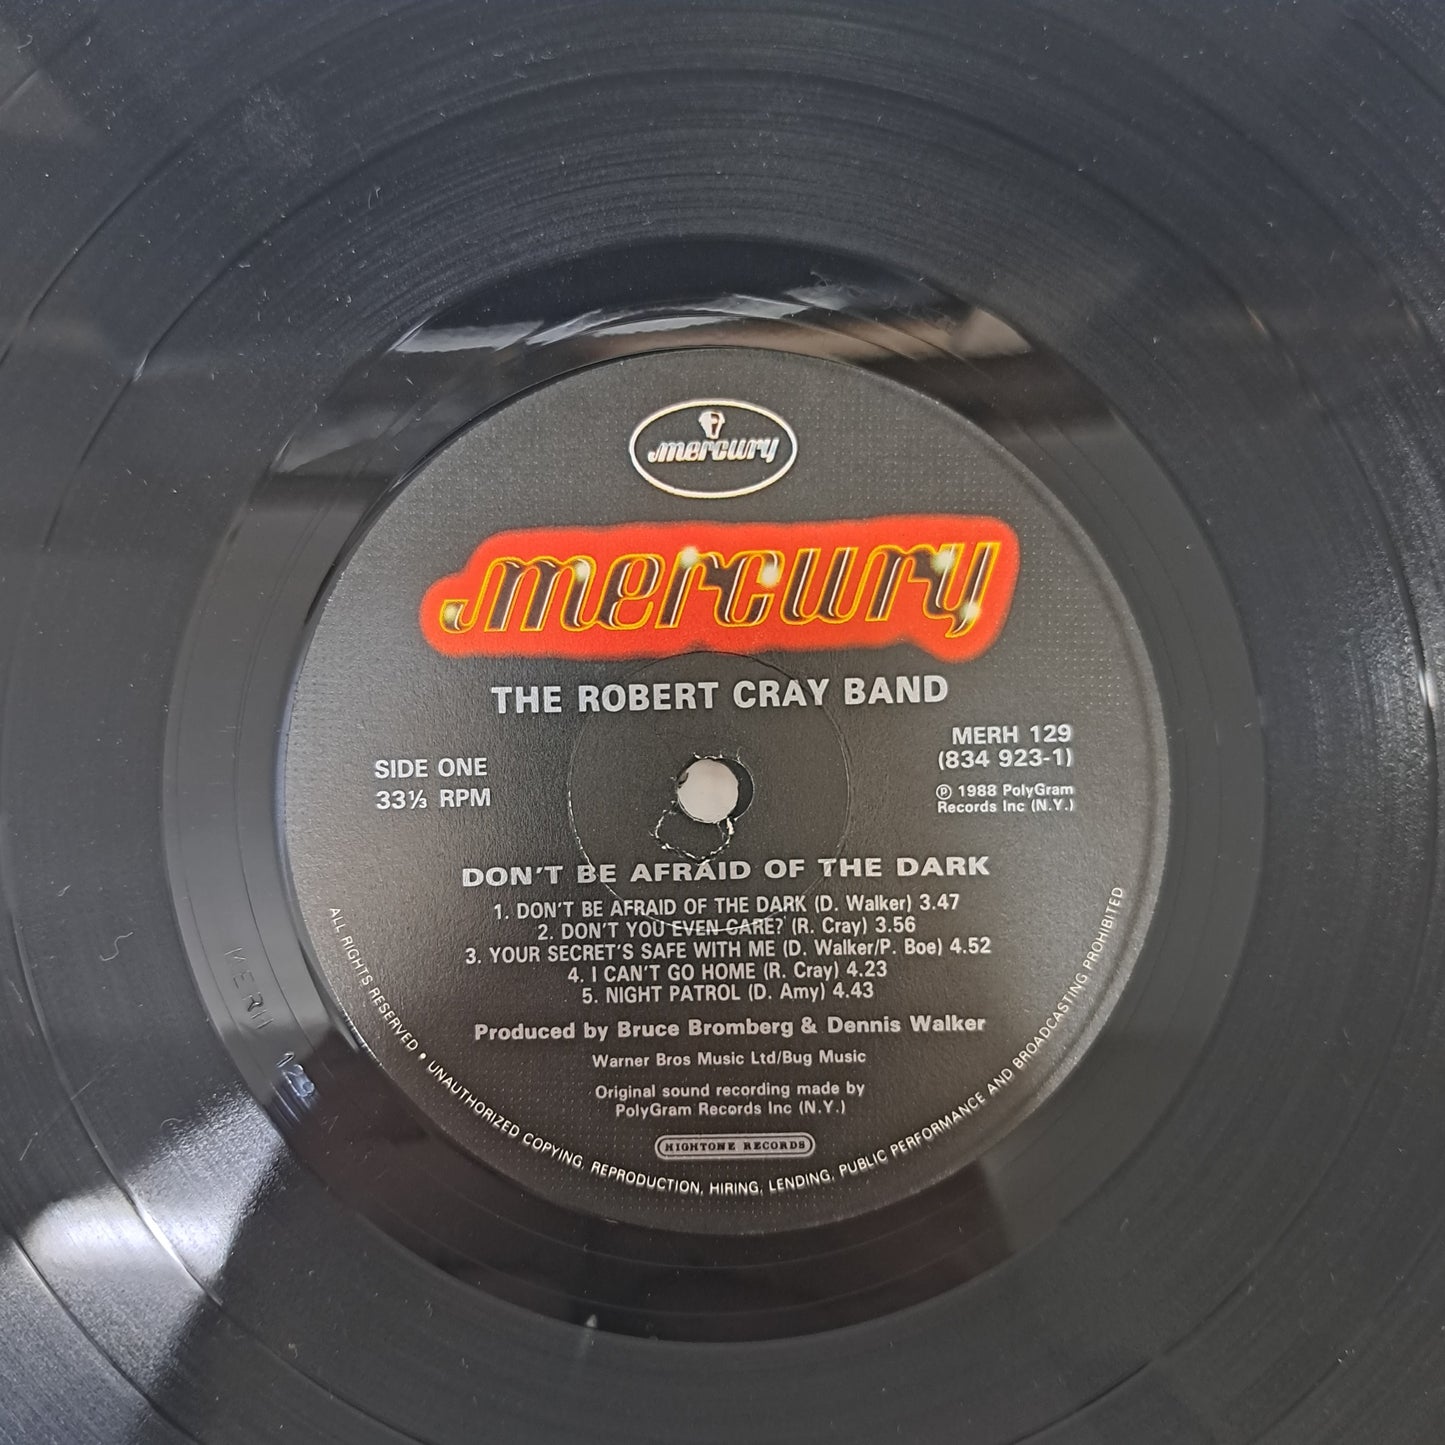 mercury
mercury
THE ROBERT CRAY BAND
MERH 129
(834 923-1)
SIDE ONE
33⅓ RPM
℗ 1988 PolyGram
Records Inc (N.Y.)
DON'T BE AFRAID OF THE DARK
1. DON'T BE AFRAID OF THE DARK (D. Walker) 3.47
2. DON'T YOU EVEN CARE? (R. Cray) 3.56
3. YOUR SECRET'S SAFE WITH ME (D. Walker/P. Boe) 4.52
4. I CAN'T GO HOME (R. Cray) 4.23
5. NIGHT PATROL (D. Amy) 4.43
Produced by Bruce Bromberg & Dennis Walker
Warner Bros Music Ltd/Bug Music
Original sound recording made by
PolyGram Records Inc (N.Y.)
HIGHTONE RECORDS
ALL RIGHTS RESERVED • UNAUTHORIZED COPYING, REPRODUCTION, HIRING, LENDING, PUBLIC PERFORMANCE AND BROADCASTING PROHIBITED
MERH 129